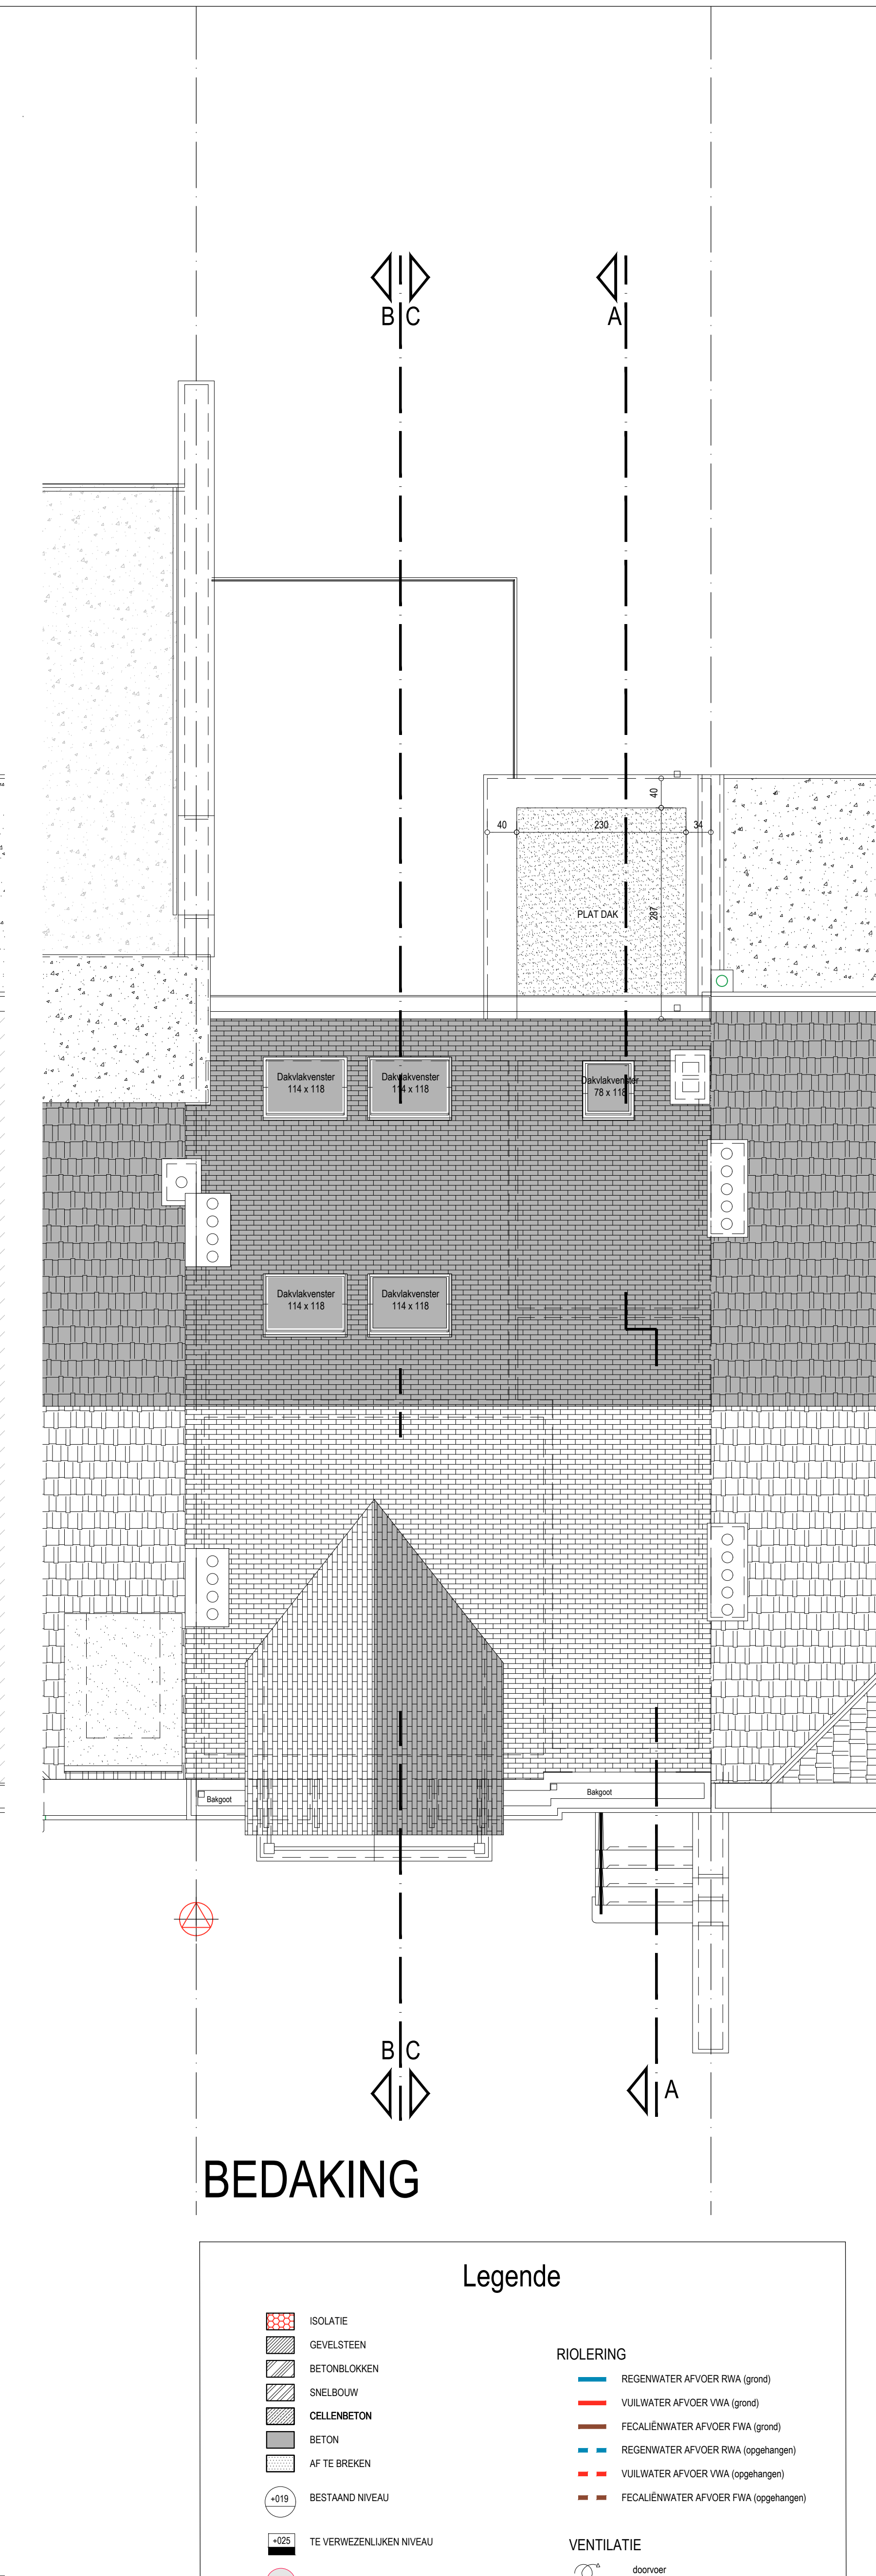 B C
A
40
40
230
34
PLAT DAK
287
Dakvlakvenster
114 x 118
Dakvlakvenster
114 x 118
Dakvlakvenster
78 x 118
Dakvlakvenster
114 x 118
Dakvlakvenster
114 x 118
Bakgoot
Bakgoot
B C
A
BEDAKING
Legende
ISOLATIE
GEVELSTEEN
BETONBLOKKEN
SNELBOUW
CELLENBETON
BETON
AF TE BREKEN
+019
BESTAAND NIVEAU
+025
TE VERWEZENLIJKEN NIVEAU
RIOLERING
REGENWATER AFVOER RWA (grond)
VUILWATER AFVOER VWA (grond)
FECALIËNWATER AFVOER FWA (grond)
REGENWATER AFVOER RWA (opgehangen)
VUILWATER AFVOER VWA (opgehangen)
FECALIËNWATER AFVOER FWA (opgehangen)
VENTILATIE
doorvoer